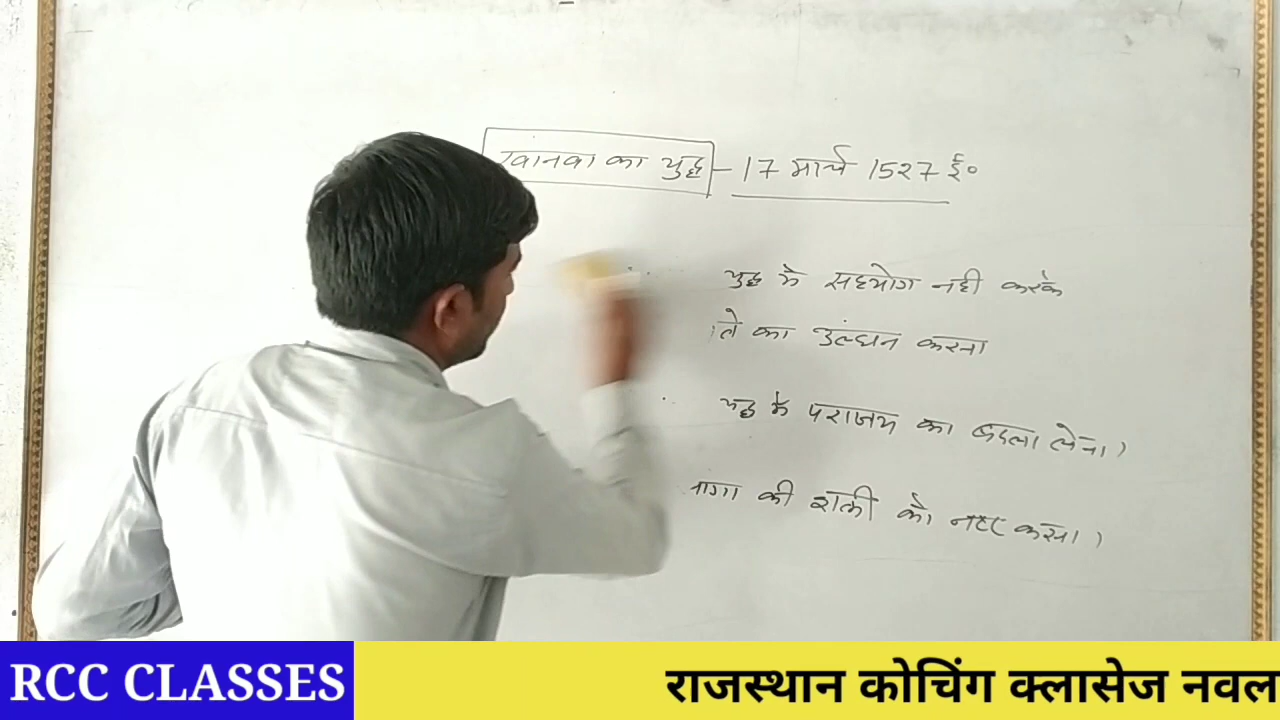 खानवा का युद्ध - 17 मार्च 1527 ई०
युद्ध मे सहयोग नही करके
ते का उल्ंघन करना
युद्ध के पराजय का बदला लेना।
की शक्ती को नष्ट करना।
RCC CLASSES
राजस्थान कोचिंग क्लासेज नवल